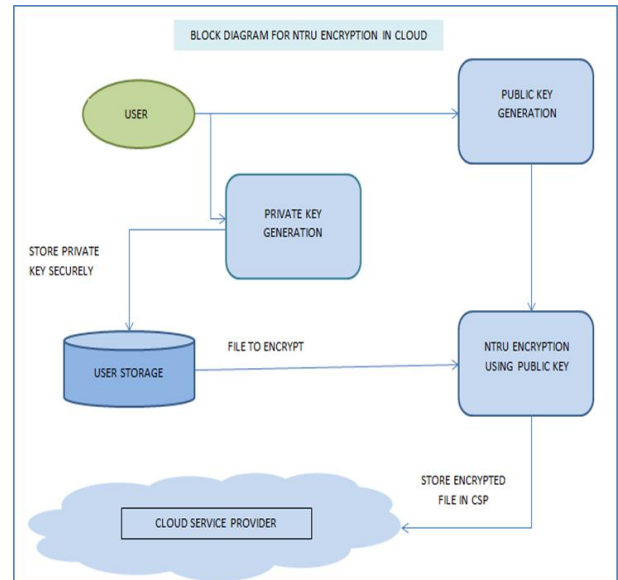 BLOCK DIAGRAM FOR NTRU ENCRYPTION IN CLOUD
USER
PUBLIC KEY
GENERATION
PRIVATE KEY
GENERATION
STORE PRIVATE
KEY SECURELY
FILE TO ENCRYPT
USER STORAGE
NTRU ENCRYPTION
USING PUBLIC KEY
STORE ENCRYPTED
FILE IN CSP
CLOUD SERVICE PROVIDER